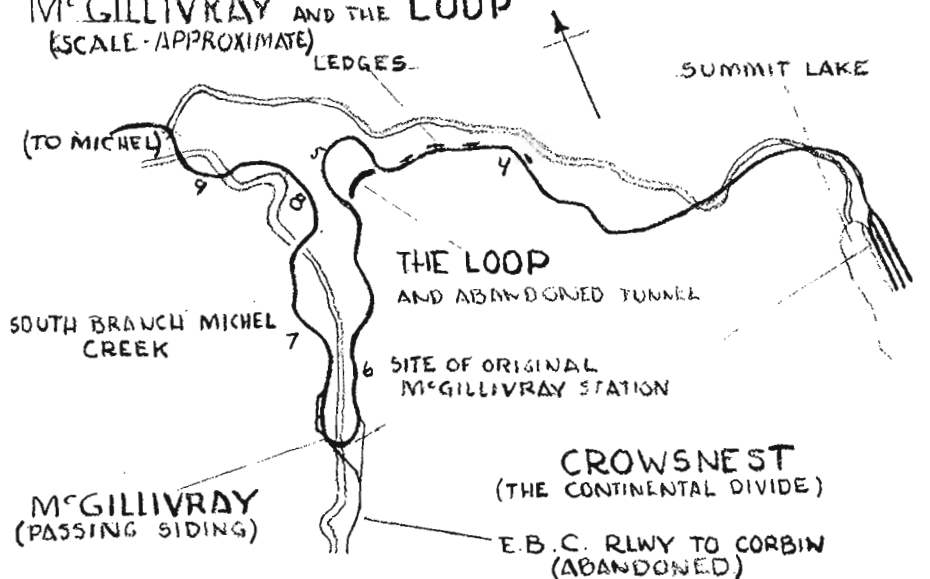 McGILLIVRAY AND THE LOOP
(SCALE-APPROXIMATE)
LEDGES
SUMMIT LAKE
(TO MICHEL)
5
4
9
8
THE LOOP
AND ABANDONED TUNNEL
SOUTH BRANCH MICHEL
CREEK
7
6
SITE OF ORIGINAL
McGILLIVRAY STATION
CROWSNEST
(THE CONTINENTAL DIVIDE)
McGILLIVRAY
(PASSING SIDING)
E.B.C. RLWY TO CORBIN
(ABANDONED)